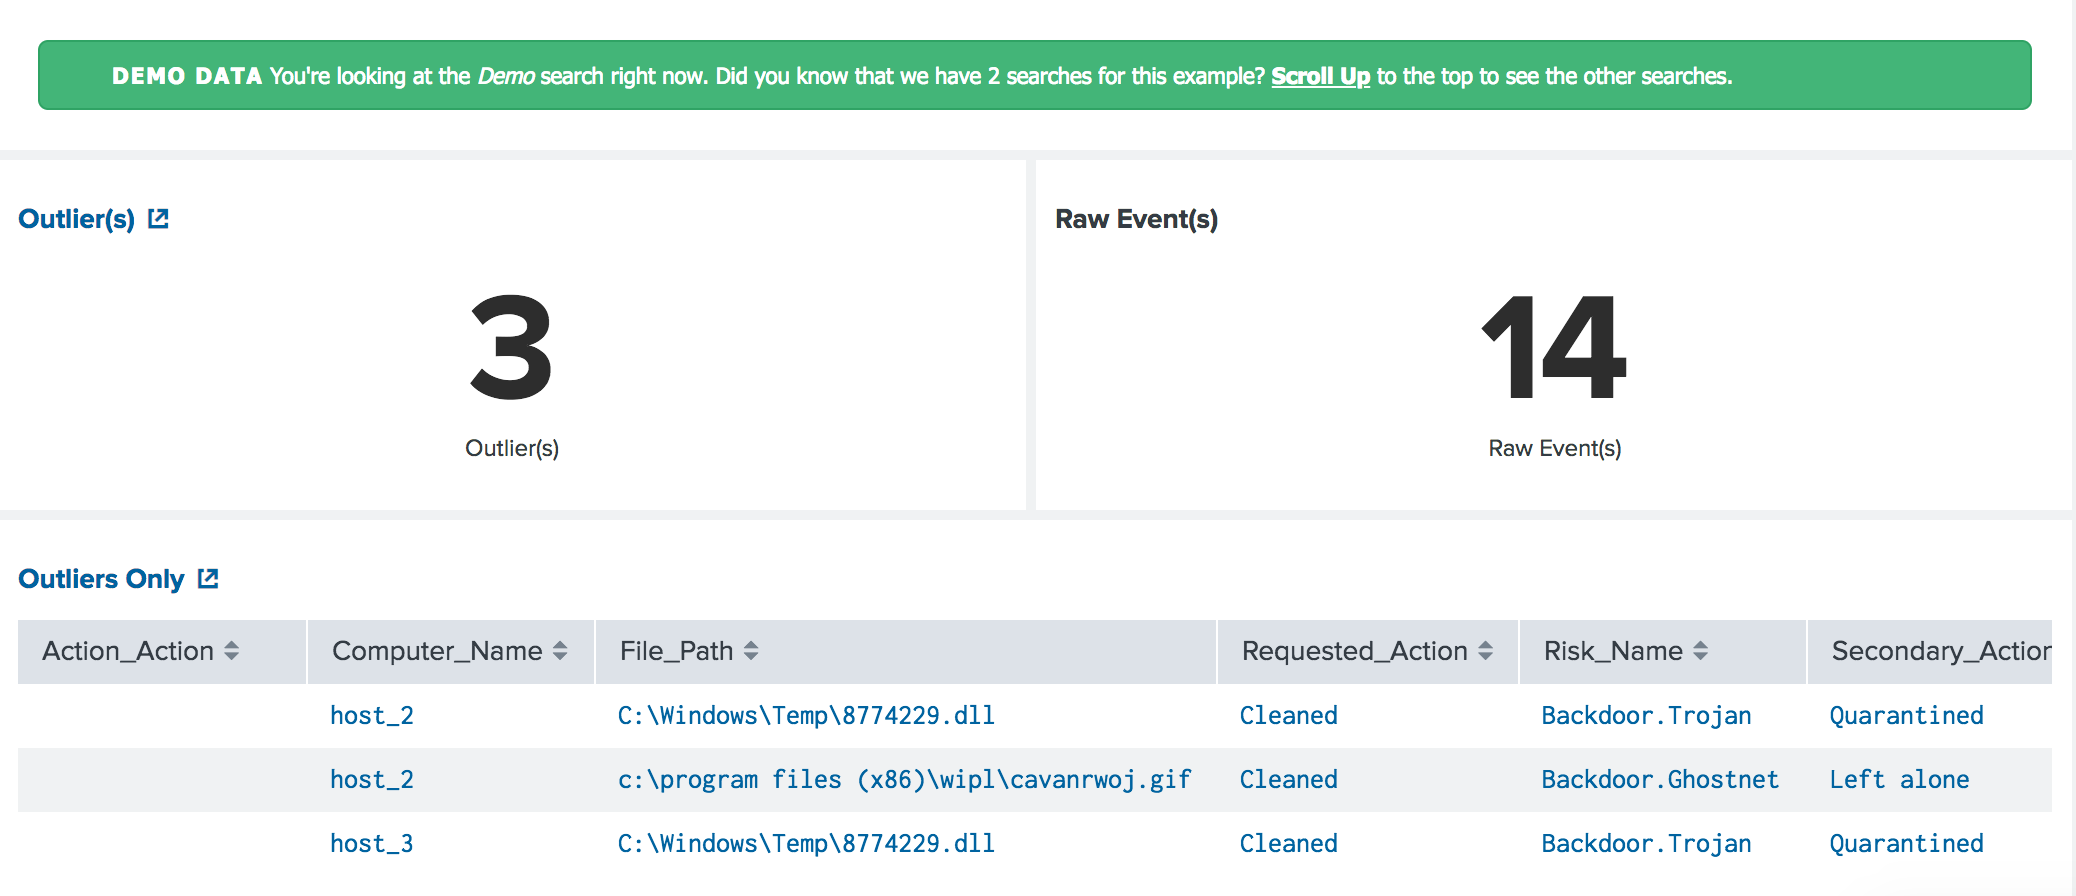 DEMO DATA You're looking at the Demo search right now. Did you know that we have 2 searches for this example? Scroll Up to the top to see the other searches.
Outlier(s)
Raw Event(s)
3
14
Outlier(s)
Raw Event(s)
Outliers Only
Action_Action Computer_Name File_Path Requested_Action Risk_Name Secondary_Action
host_2 C:\Windows\Temp\8774229.dll Cleaned Backdoor.Trojan Quarantined
host_2 c:\program files (x86)\wipl\cavanrwoj.gif Cleaned Backdoor.Ghostnet Left alone
host_3 C:\Windows\Temp\8774229.dll Cleaned Backdoor.Trojan Quarantined